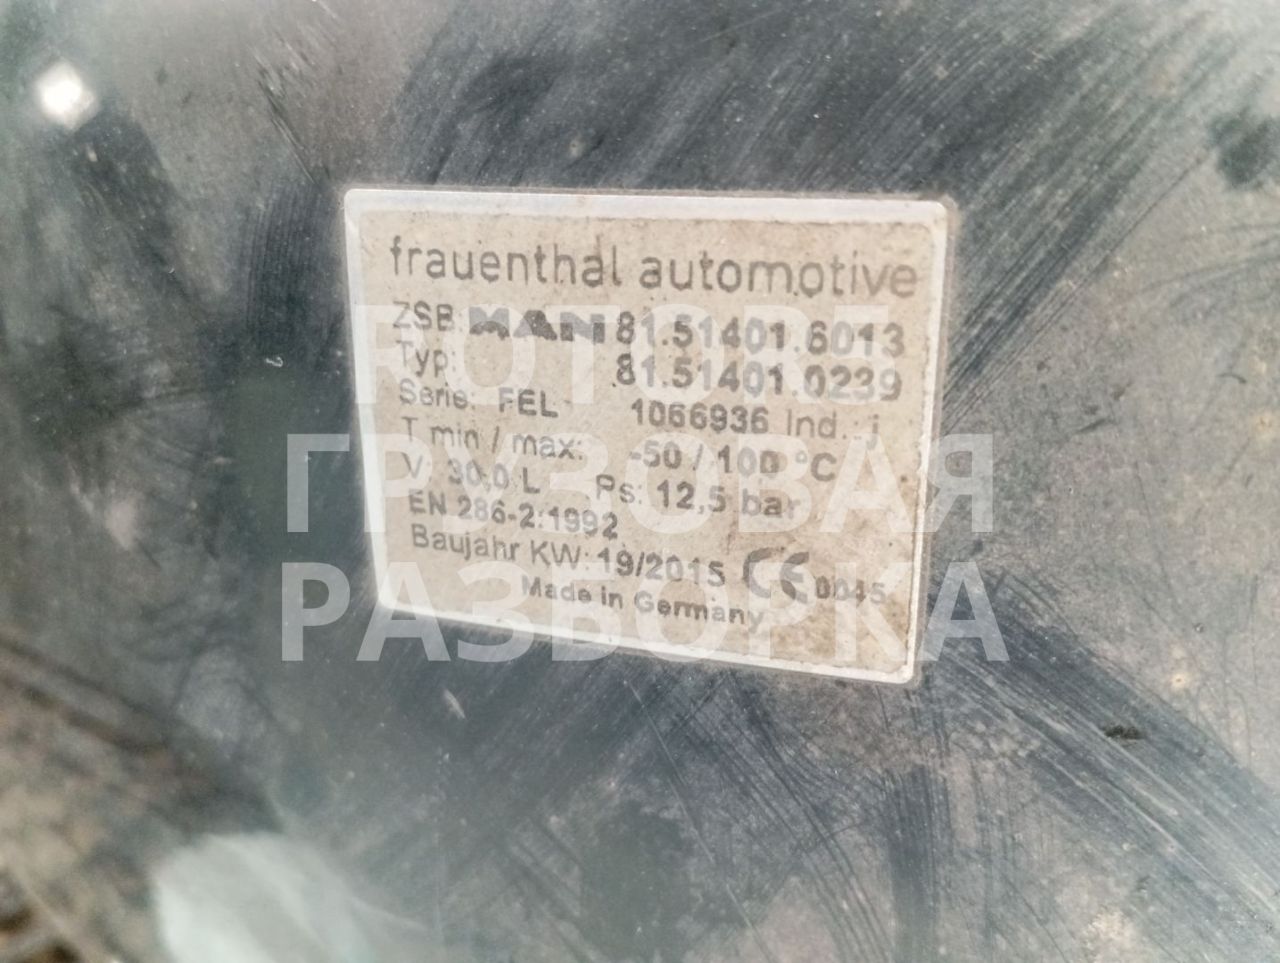 frauenthal automotive
ZSB: MAN 81.51401.6013
Typ: 81.51401.0239
Serie: FEL 1066936 Ind.: j
T min / max: -50 / 100 °C
V: 30,0 L Ps: 12,5 bar
EN 286-2:1992
Baujahr KW: 19/2015 CE 0045
Made in Germany
ГРУЗОВАЯ
РАЗБОРКА